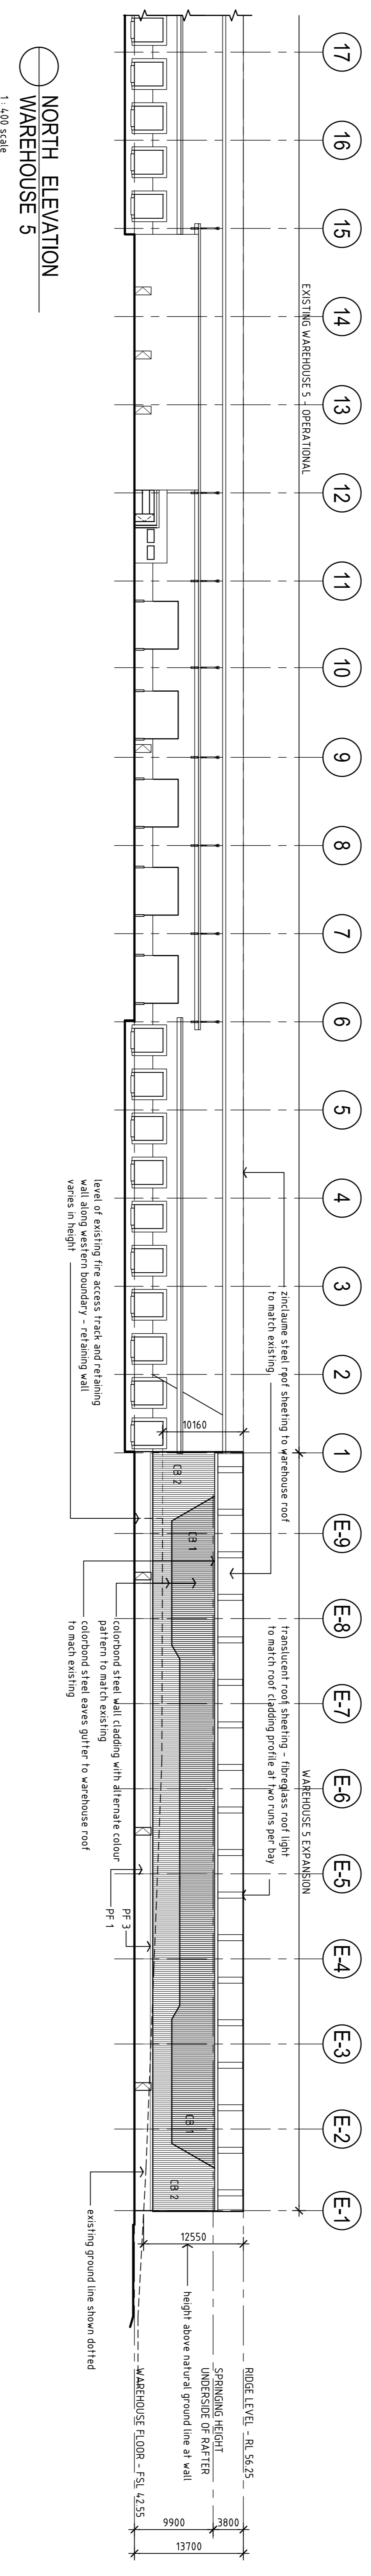 17
16
15
14
13
12
11
10
9
8
7
6
5
4
3
2
1
E-9
E-8
E-7
E-6
E-5
E-4
E-3
E-2
E-1
EXISTING WAREHOUSE 5 - OPERATIONAL
WAREHOUSE 5 EXPANSION
zinclaume steel roof sheeting to warehouse roof
to match existing
translucent roof sheeting - fibreglass roof light
to match roof cladding profile at two runs per bay
RIDGE LEVEL - RL 56.25
SPRINGING HEIGHT
UNDERSIDE OF RAFTER
height above natural ground line at wall
WAREHOUSE FLOOR - FSL 42.55
3800
9900
13700
12550
10160
CB 2
CB 1
CB 1
CB 2
level of existing fire access track and retaining
wall along western boundary - retaining wall
varies in height
colorbond steel wall cladding with alternate colour
pattern to match existing
colorbond steel eaves gutter to warehouse roof
to mach existing
PF 3
PF 1
existing ground line shown dotted
NORTH ELEVATION
WAREHOUSE 5
1 : 400 scale